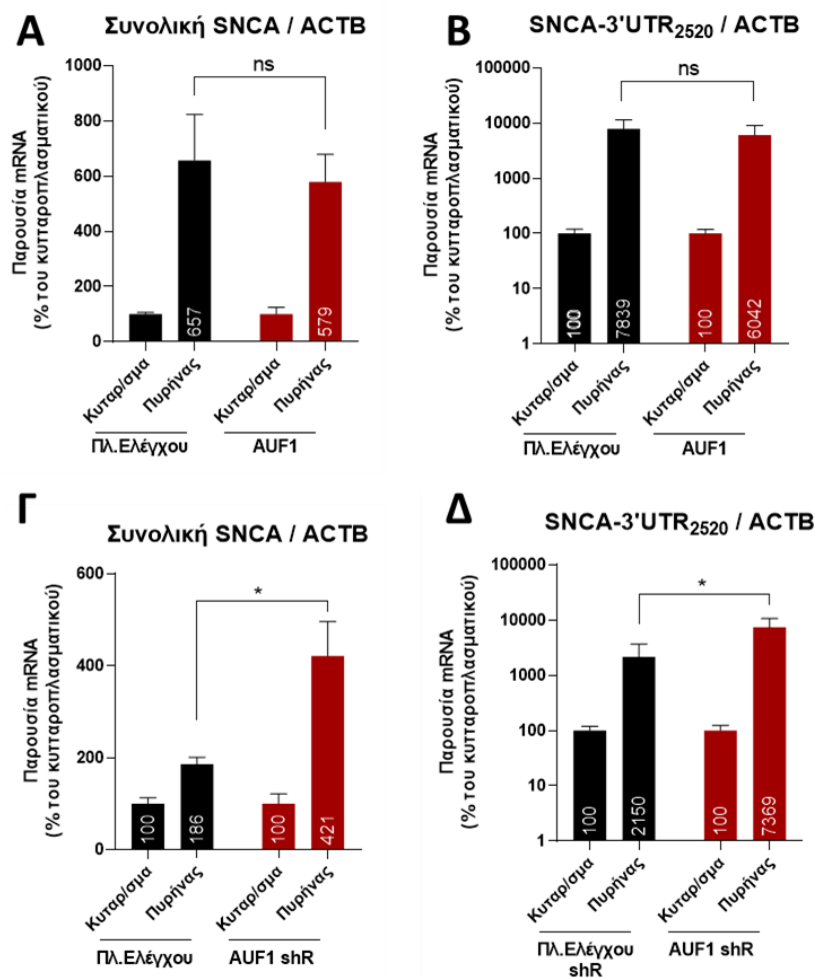 Α
Συνολική SNCA / ACTB
Παρουσία mRNA
(% του κυτταροπλασματικού)
1000
800
600
400
200
0
ns
657
579
Κυταρ/σμα
Πυρήνας
Κυταρ/σμα
Πυρήνας
Πλ.Ελέγχου
AUF1
Β
SNCA-3'UTR2520 / ACTB
Παρουσία mRNA
(% του κυτταροπλασματικού)
100000
10000
1000
100
10
1
ns
100
7839
100
6042
Κυταρ/σμα
Πυρήνας
Κυταρ/σμα
Πυρήνας
Πλ.Ελέγχου
AUF1
Γ
Συνολική SNCA / ACTB
Παρουσία mRNA
(% του κυτταροπλασματικού)
600
400
200
0
*
100
186
100
421
Κυταρ/σμα
Πυρήνας
Κυταρ/σμα
Πυρήνας
Πλ.Ελέγχου
AUF1 shR
Δ
SNCA-3'UTR2520 / ACTB
Παρουσία mRNA
(% του κυτταροπλασματικού)
100000
10000
1000
100
10
1
*
100
2150
100
7369
Κυταρ/σμα
Πυρήνας
Κυταρ/σμα
Πυρήνας
Πλ.Ελέγχου
shR
AUF1 shR